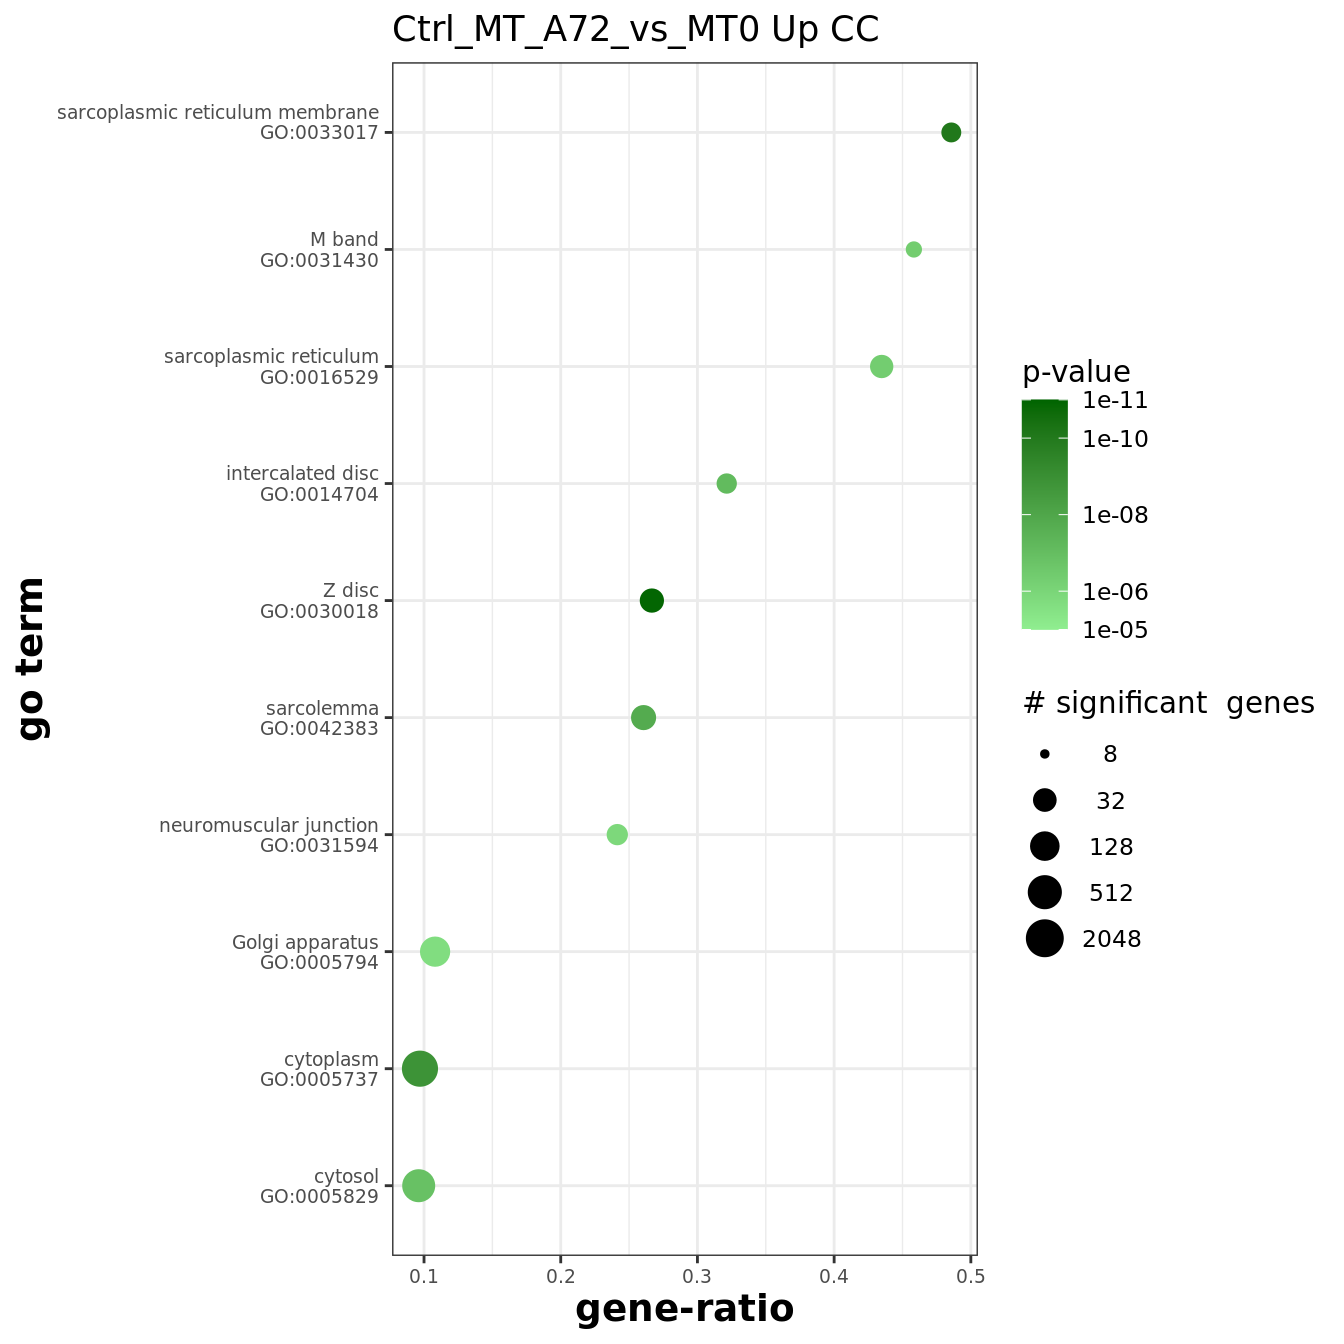 Ctrl_MT_A72_vs_MT0 Up CC
sarcoplasmic reticulum membrane
GO:0033017
M band
GO:0031430
sarcoplasmic reticulum
GO:0016529
intercalated disc
GO:0014704
Z disc
GO:0030018
sarcolemma
GO:0042383
neuromuscular junction
GO:0031594
Golgi apparatus
GO:0005794
cytoplasm
GO:0005737
cytosol
GO:0005829
go term
0.1 0.2 0.3 0.4 0.5
gene-ratio
p-value
1e-11
1e-10
1e-08
1e-06
1e-05
# significant  genes
8
32
128
512
2048